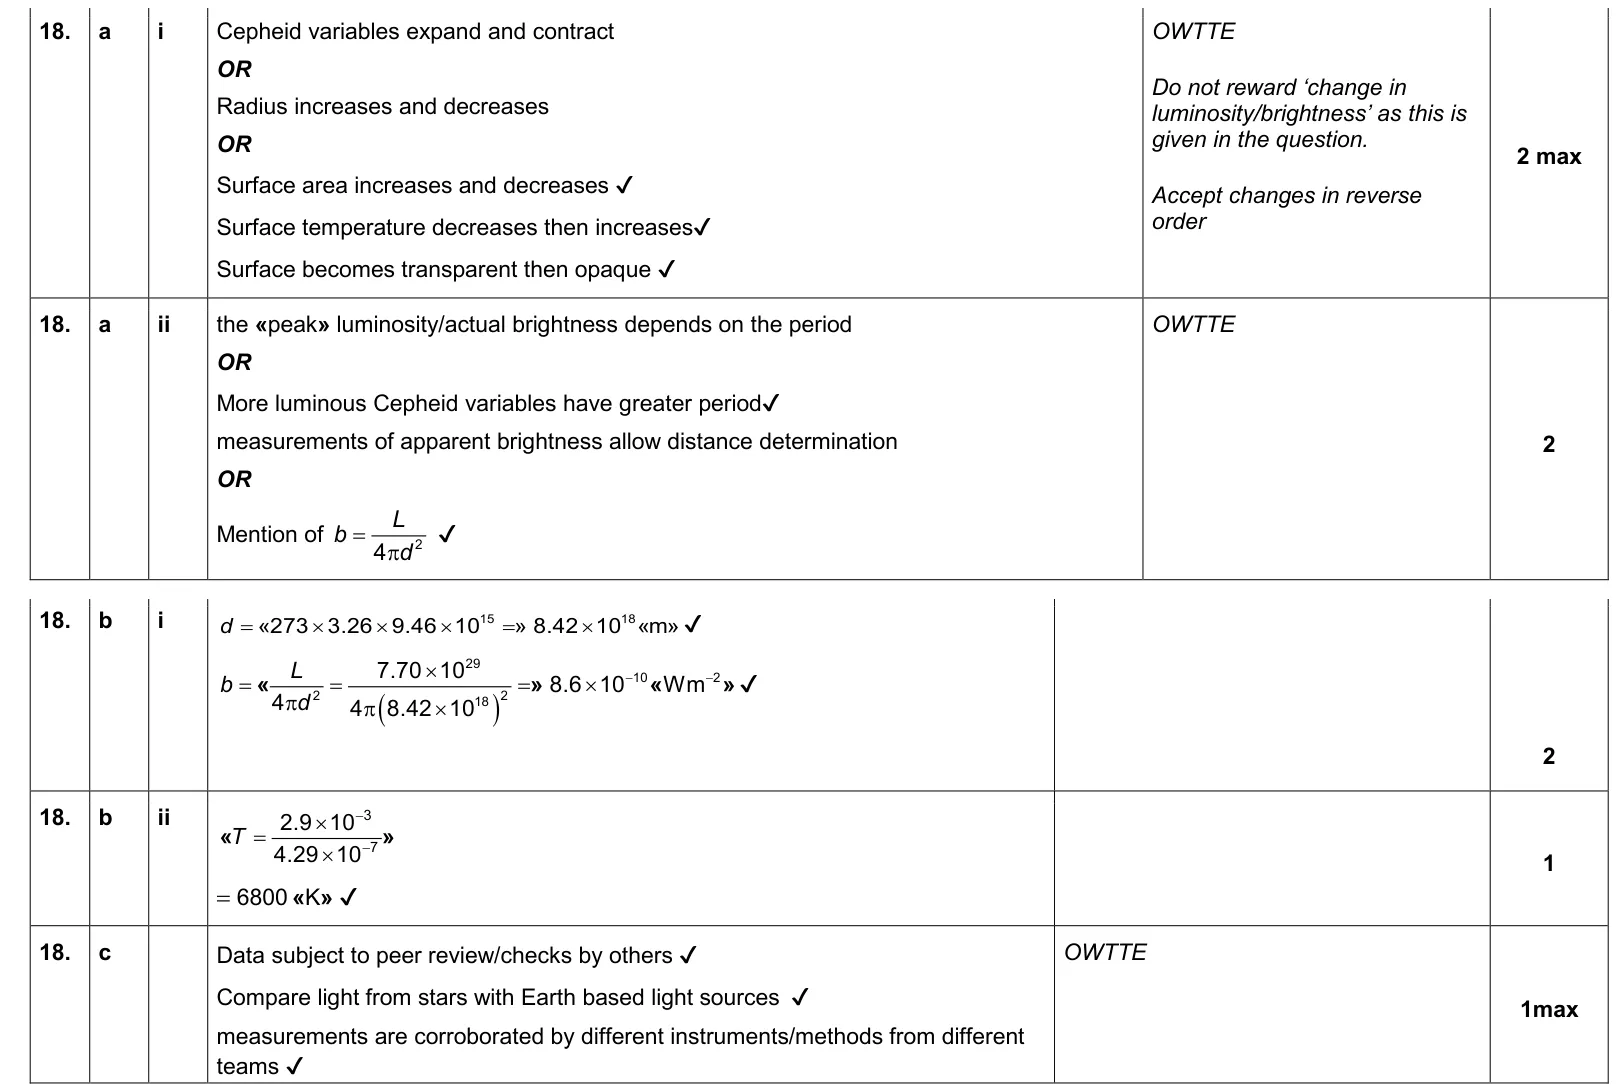 18. a i Cepheid variables expand and contract OWTTE
OR
Radius increases and decreases
OR
Surface area increases and decreases ✓
Surface temperature decreases then increases✓
Surface becomes transparent then opaque ✓
Do not reward ‘change in
luminosity/brightness’ as this is
given in the question.
Accept changes in reverse
order
2 max
18. a ii the «peak» luminosity/actual brightness depends on the period OWTTE
OR
More luminous Cepheid variables have greater period✓
measurements of apparent brightness allow distance determination
OR
Mention of b = L / 4πd² ✓
2
18. b i d = «273 × 3.26 × 9.46 × 10¹⁵ =» 8.42 × 10¹⁸ «m» ✓
b = « L / 4πd² = 7.70 × 10²⁹ / 4π(8.42 × 10¹⁸)² =» 8.6 × 10⁻¹⁰ «Wm⁻²» ✓
2
18. b ii «T = 2.9 × 10⁻³ / 4.29 × 10⁻⁷»
= 6800 «K» ✓
1
18. c Data subject to peer review/checks by others ✓ OWTTE
Compare light from stars with Earth based light sources ✓
measurements are corroborated by different instruments/methods from different
teams ✓
1max